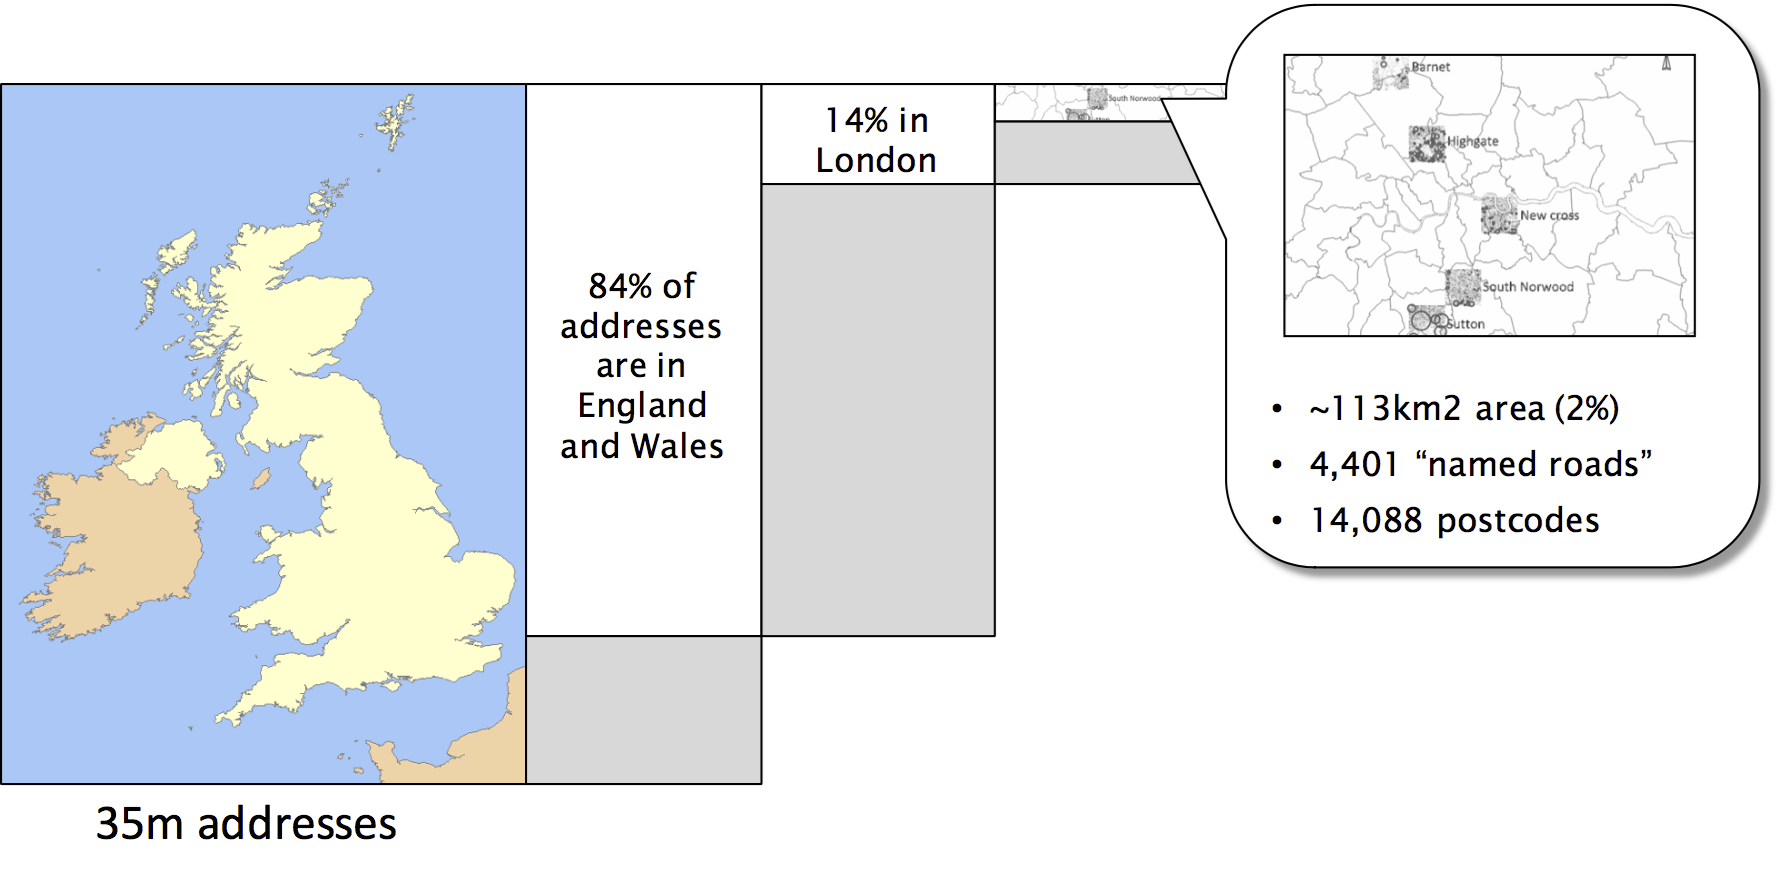 35m addresses
84% of
addresses
are in
England
and Wales
14% in
London
South Norwood
Sutton
Barnet
Highgate
New cross
South Norwood
Sutton
• ~113km2 area (2%)
• 4,401 “named roads”
• 14,088 postcodes